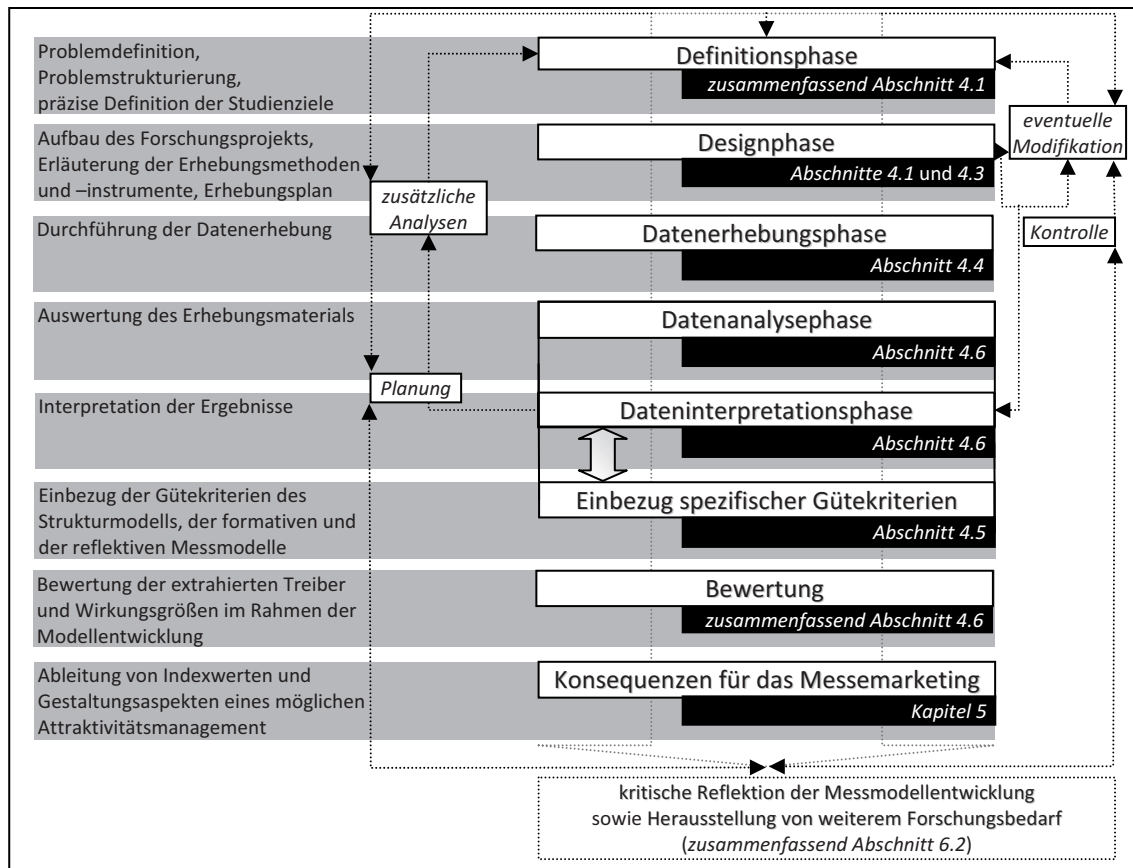 Problemdefinition,
Problemstrukturierung,
präzise Definition der Studienziele
Definitionsphase
zusammenfassend Abschnitt 4.1
eventuelle
Modifikation
Aufbau des Forschungsprojekts,
Erläuterung der Erhebungsmethoden
und –instrumente, Erhebungsplan
Designphase
Abschnitte 4.1 und 4.3
zusätzliche
Analysen
Durchführung der Datenerhebung
Datenerhebungsphase
Abschnitt 4.4
Kontrolle
Auswertung des Erhebungsmaterials
Datenanalysephase
Abschnitt 4.6
Planung
Interpretation der Ergebnisse
Dateninterpretationsphase
Abschnitt 4.6
Einbezug der Gütekriterien des
Strukturmodells, der formativen und
der reflektiven Messmodelle
Einbezug spezifischer Gütekriterien
Abschnitt 4.5
Bewertung der extrahierten Treiber
und Wirkungsgrößen im Rahmen der
Modellentwicklung
Bewertung
zusammenfassend Abschnitt 4.6
Ableitung von Indexwerten und
Gestaltungsaspekten eines möglichen
Attraktivitätsmanagement
Konsequenzen für das Messemarketing
Kapitel 5
kritische Reflektion der Messmodellentwicklung
sowie Herausstellung von weiterem Forschungsbedarf
(zusammenfassend Abschnitt 6.2)